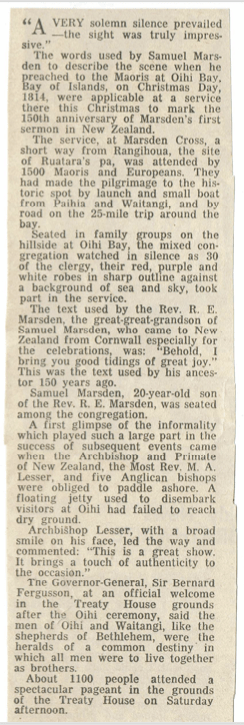 "A VERY solemn silence prevailed
—the sight was truly impres-
sive."
The words used by Samuel Mars-
den to describe the scene when he
preached to the Maoris at Oihi Bay,
Bay of Islands, on Christmas Day,
1814, were applicable at a service
there this Christmas to mark the
150th anniversary of Marsden's first
sermon in New Zealand.
The service, at Marsden Cross, a
short way from Rangihoua, the site
of Ruatara's pa, was attended by
1500 Maoris and Europeans. They
had made the pilgrimage to the his-
toric spot by launch and small boat
from Paihia and Waitangi, and by
road on the 25-mile trip around the
bay.
Seated in family groups on the
hillside at Oihi Bay, the mixed con-
gregation watched in silence as 30
of the clergy, their red, purple and
white robes in sharp outline against
a background of sea and sky, took
part in the service.
The text used by the Rev. R. E.
Marsden, the great-great-grandson of
Samuel Marsden, who came to New
Zealand from Cornwall especially for
the celebrations, was: "Behold, I
bring you good tidings of great joy."
This was the text used by his ances-
tor 150 years ago.
Samuel Marsden, 20-year-old son
of the Rev. R. E. Marsden, was seated
among the congregation.
A first glimpse of the informality
which played such a large part in the
success of subsequent events came
when the Archbishop and Primate
of New Zealand, the Most Rev. M. A.
Lesser, and five Anglican bishops
were obliged to paddle ashore. A
floating jetty used to disembark
visitors at Oihi had failed to reach
dry ground.
Archbishop Lesser, with a broad
smile on his face, led the way and
commented: "This is a great show.
It brings a touch of authenticity to
the occasion."
The Governor-General, Sir Bernard
Fergusson, at an official welcome
in the Treaty House grounds
after the Oihi ceremony, said the
men of Oihi and Waitangi, like the
shepherds of Bethlehem, were the
heralds of a common destiny in
which all men were to live together
as brothers.
About 1100 people attended a
spectacular pageant in the grounds
of the Treaty House on Saturday
afternoon.